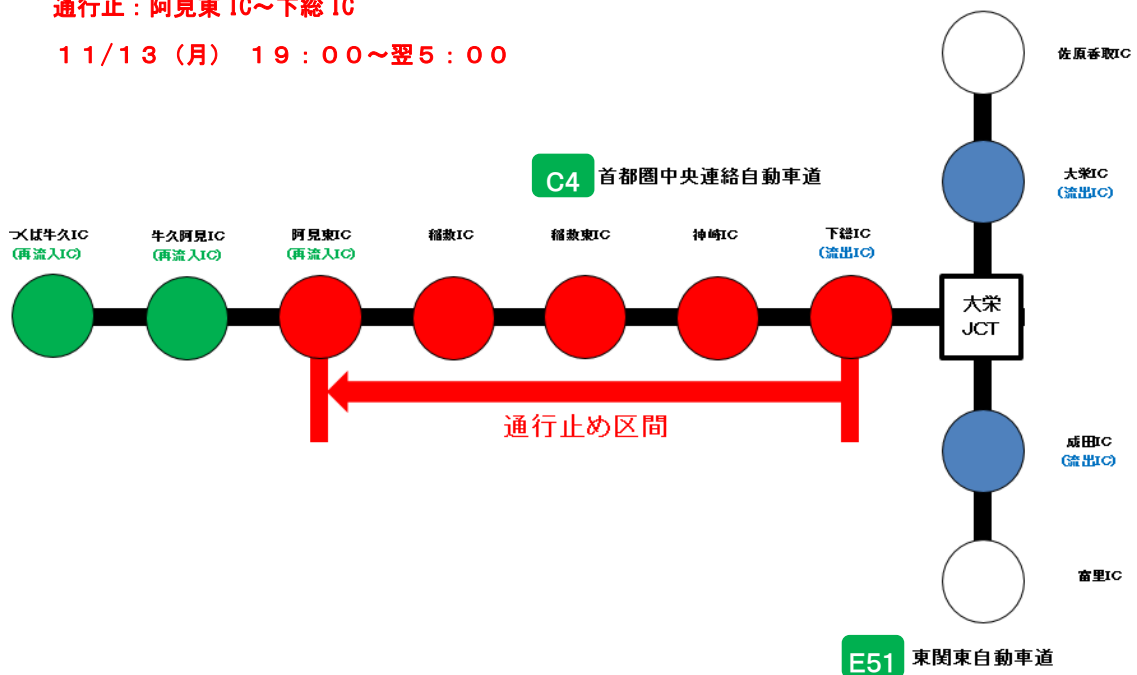 通行止：阿見東 IC～下総 IC
１１/１３（月） １９：００～翌５：００
佐原香取IC
C4 首都圏中央連絡自動車道
大栄IC
(流出IC)
つくば牛久IC
(再流入IC)
牛久阿見IC
(再流入IC)
阿見東IC
(再流入IC)
稲敷IC
稲敷東IC
神崎IC
下総IC
(流出IC)
大栄
JCT
通行止め区間
成田IC
(流出IC)
富里IC
E51 東関東自動車道